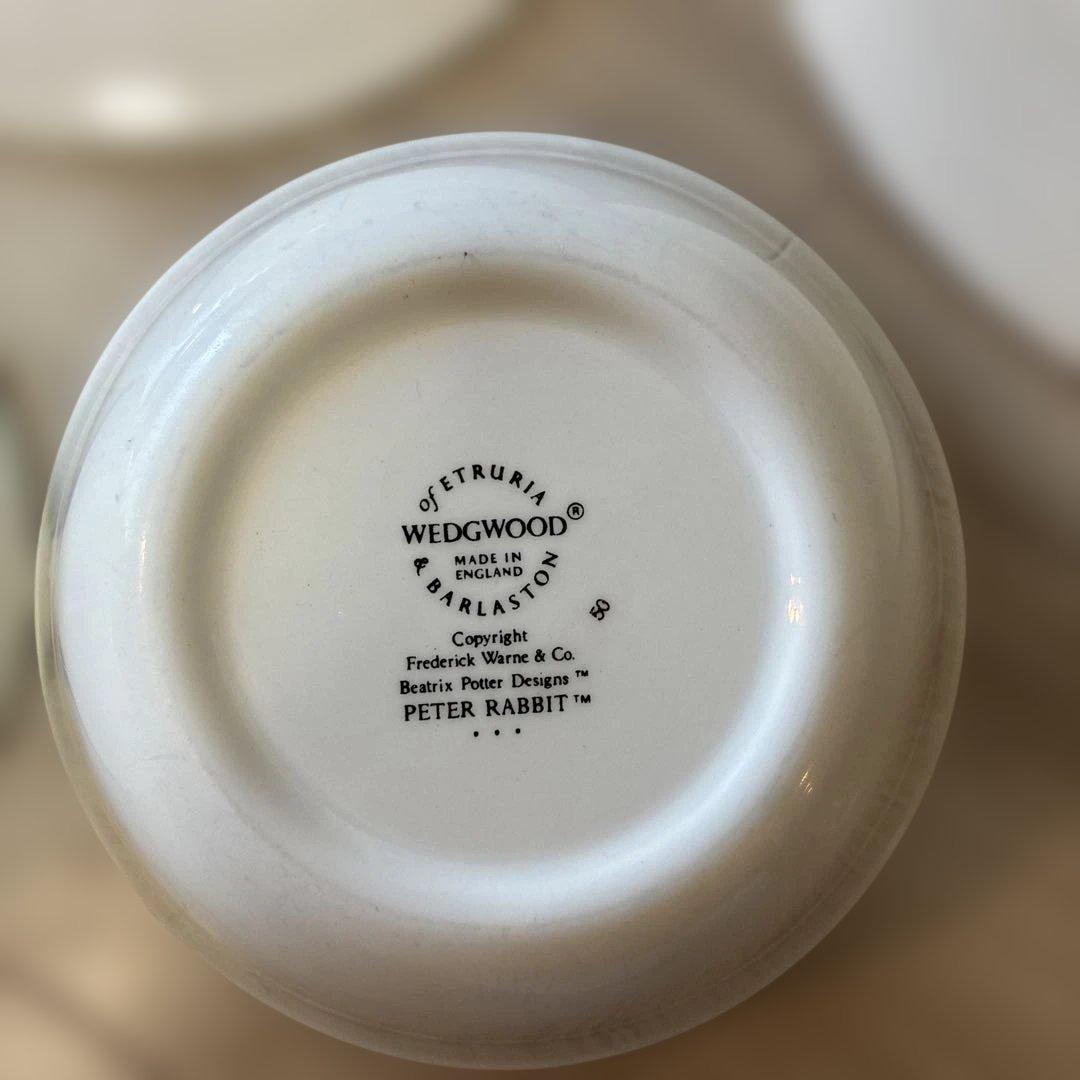 of ETRURIA
WEDGWOOD®
MADE IN
ENGLAND
& BARLASTON
50
Copyright
Frederick Warne & Co.
Beatrix Potter Designs ™
PETER RABBIT ™
• • •